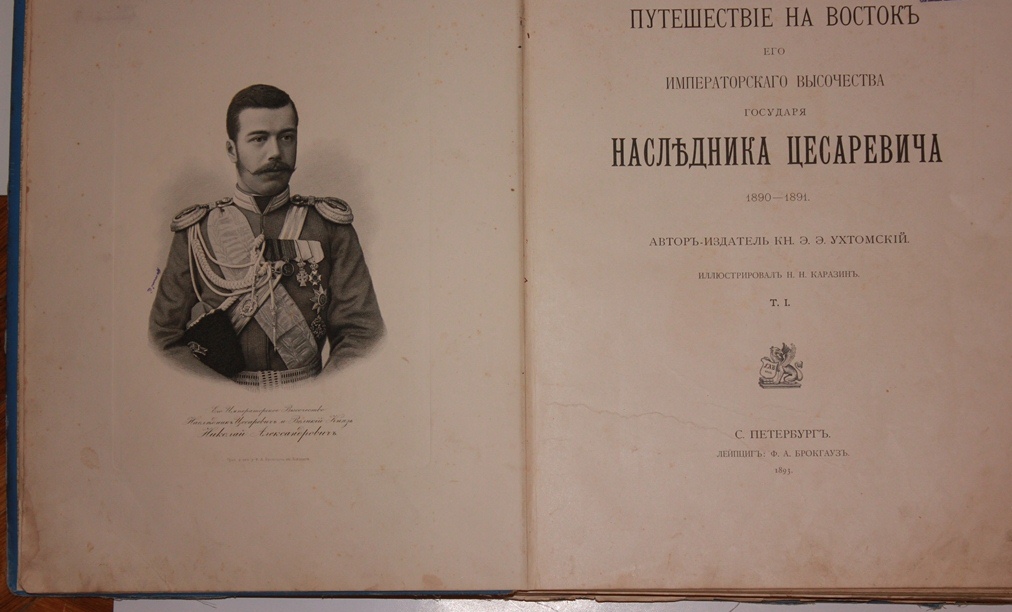 Его Императорское Высочество
Наслѣдникъ Цесаревичъ и Великій Князь
Николай Александровичъ
ПУТЕШЕСТВІЕ НА ВОСТОКЪ
ЕГО
ИМПЕРАТОРСКАГО ВЫСОЧЕСТВА
ГОСУДАРЯ
НАСЛѢДНИКА ЦЕСАРЕВИЧА
1890—1891.
АВТОРЪ-ИЗДАТЕЛЬ КН. Э. Э. УХТОМСКІЙ.
ИЛЛЮСТРИРОВАЛЪ Н. Н. КАРАЗИНЪ.
Т. I.
С. ПЕТЕРБУРГЪ.
ЛЕЙПЦИГЪ: Ф. А. БРОКГАУЗЪ.
1893.